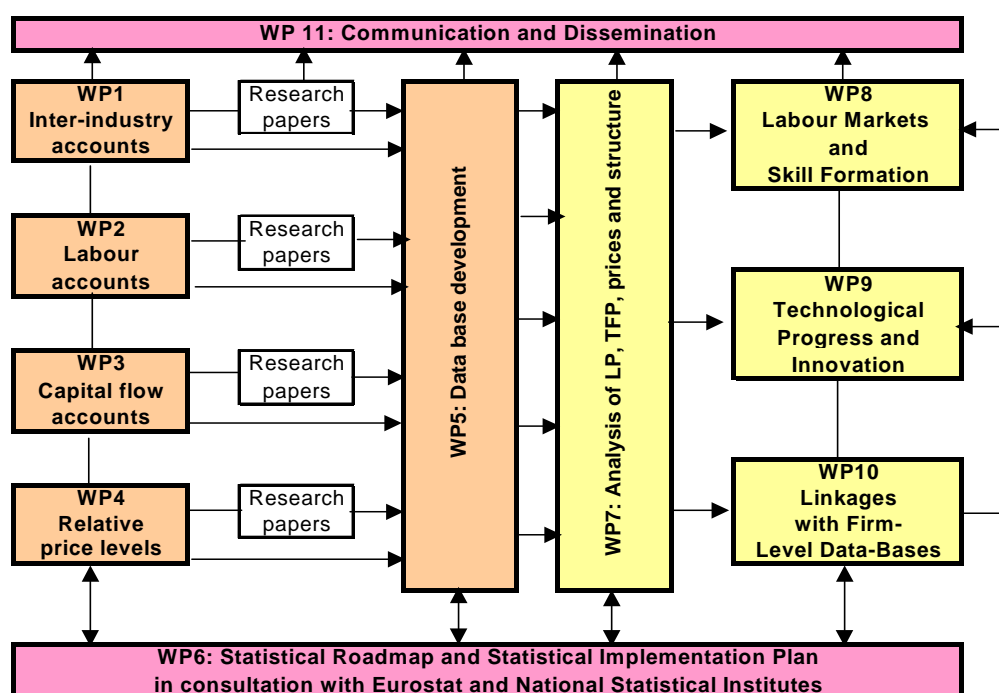 WP 11: Communication and Dissemination
WP1
Inter-industry
accounts
Research
papers
WP2
Labour
accounts
Research
papers
WP3
Capital flow
accounts
Research
papers
WP4
Relative
price levels
Research
papers
WP5: Data base development
WP7: Analysis of LP, TFP, prices and structure
WP8
Labour Markets
and
Skill Formation
WP9
Technological
Progress and
Innovation
WP10
Linkages
with Firm-
Level Data-Bases
WP6: Statistical Roadmap and Statistical Implementation Plan
in consultation with Eurostat and National Statistical Institutes